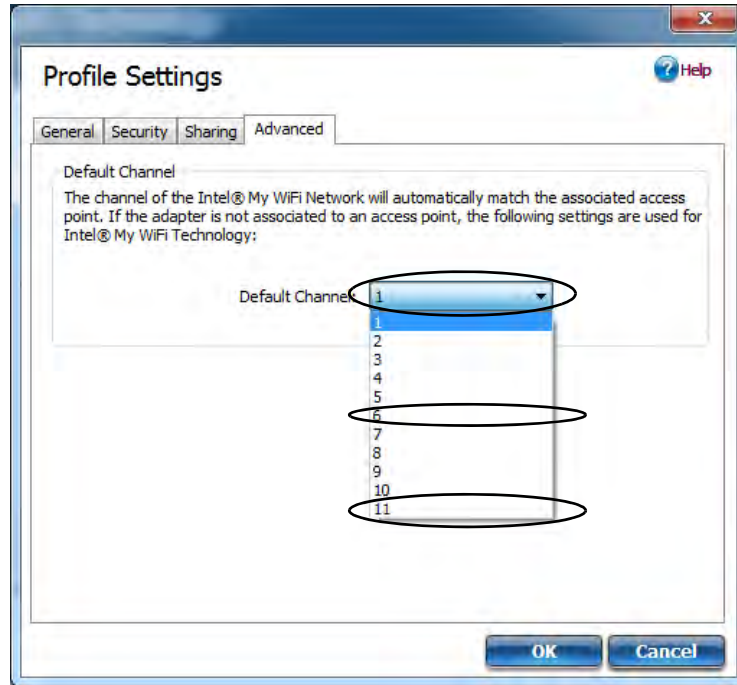 X
Profile Settings
? Help
General Security Sharing Advanced
Default Channel
The channel of the Intel® My WiFi Network will automatically match the associated access
point. If the adapter is not associated to an access point, the following settings are used for
Intel® My WiFi Technology:
Default Channel: 1
1
2
3
4
5
6
7
8
9
10
11
OK Cancel